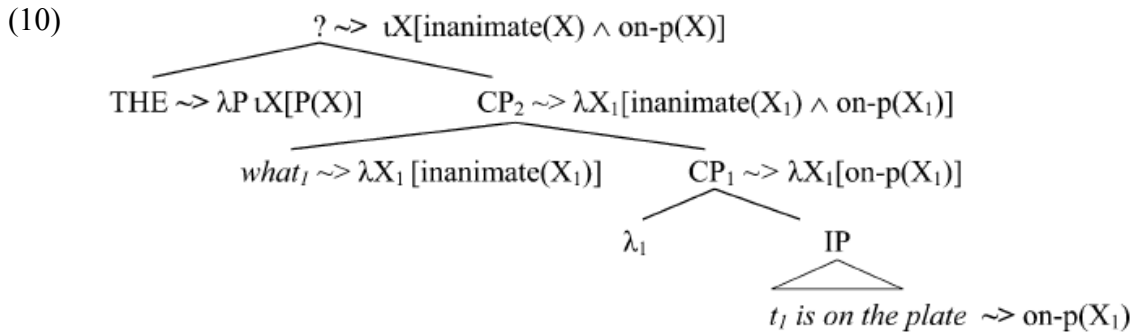 (10) ? ~> ιX[inanimate(X) ∧ on-p(X)]
THE ~> λP ιX[P(X)] CP₂ ~> λX₁[inanimate(X₁) ∧ on-p(X₁)]
what₁ ~> λX₁ [inanimate(X₁)] CP₁ ~> λX₁[on-p(X₁)]
λ₁ IP
t₁ is on the plate ~> on-p(X₁)